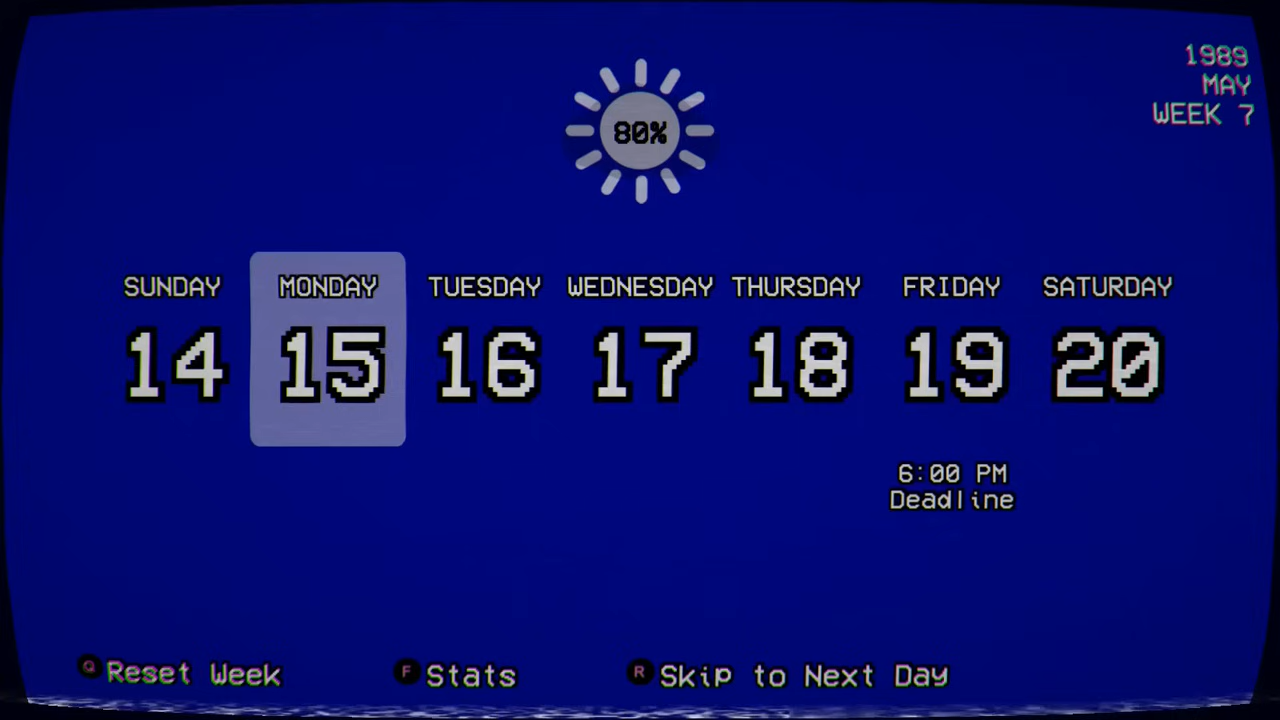 1989
MAY
WEEK 7
80%
SUNDAY MONDAY TUESDAY WEDNESDAY THURSDAY FRIDAY SATURDAY
14 15 16 17 18 19 20
6:00 PM
Deadline
Q Reset Week F Stats R Skip to Next Day